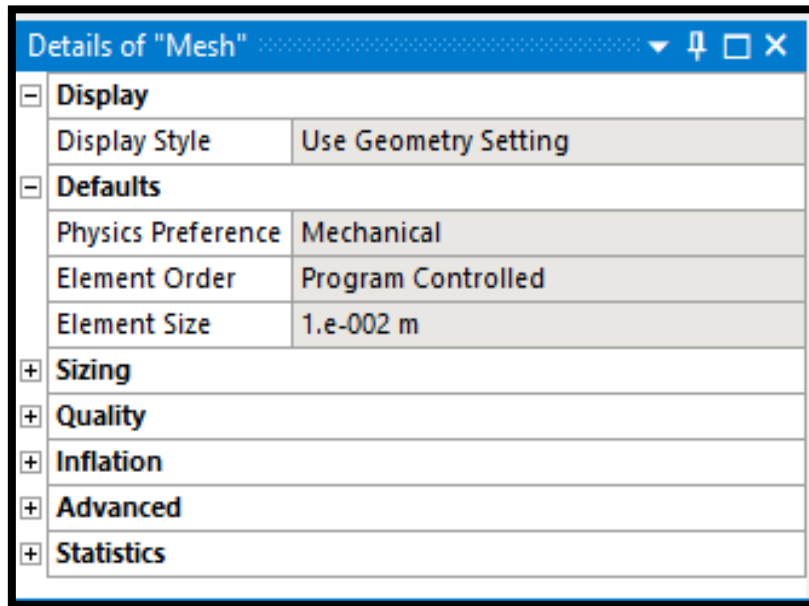 Details of "Mesh"
Display
Display Style Use Geometry Setting
Defaults
Physics Preference Mechanical
Element Order Program Controlled
Element Size 1.e-002 m
Sizing
Quality
Inflation
Advanced
Statistics